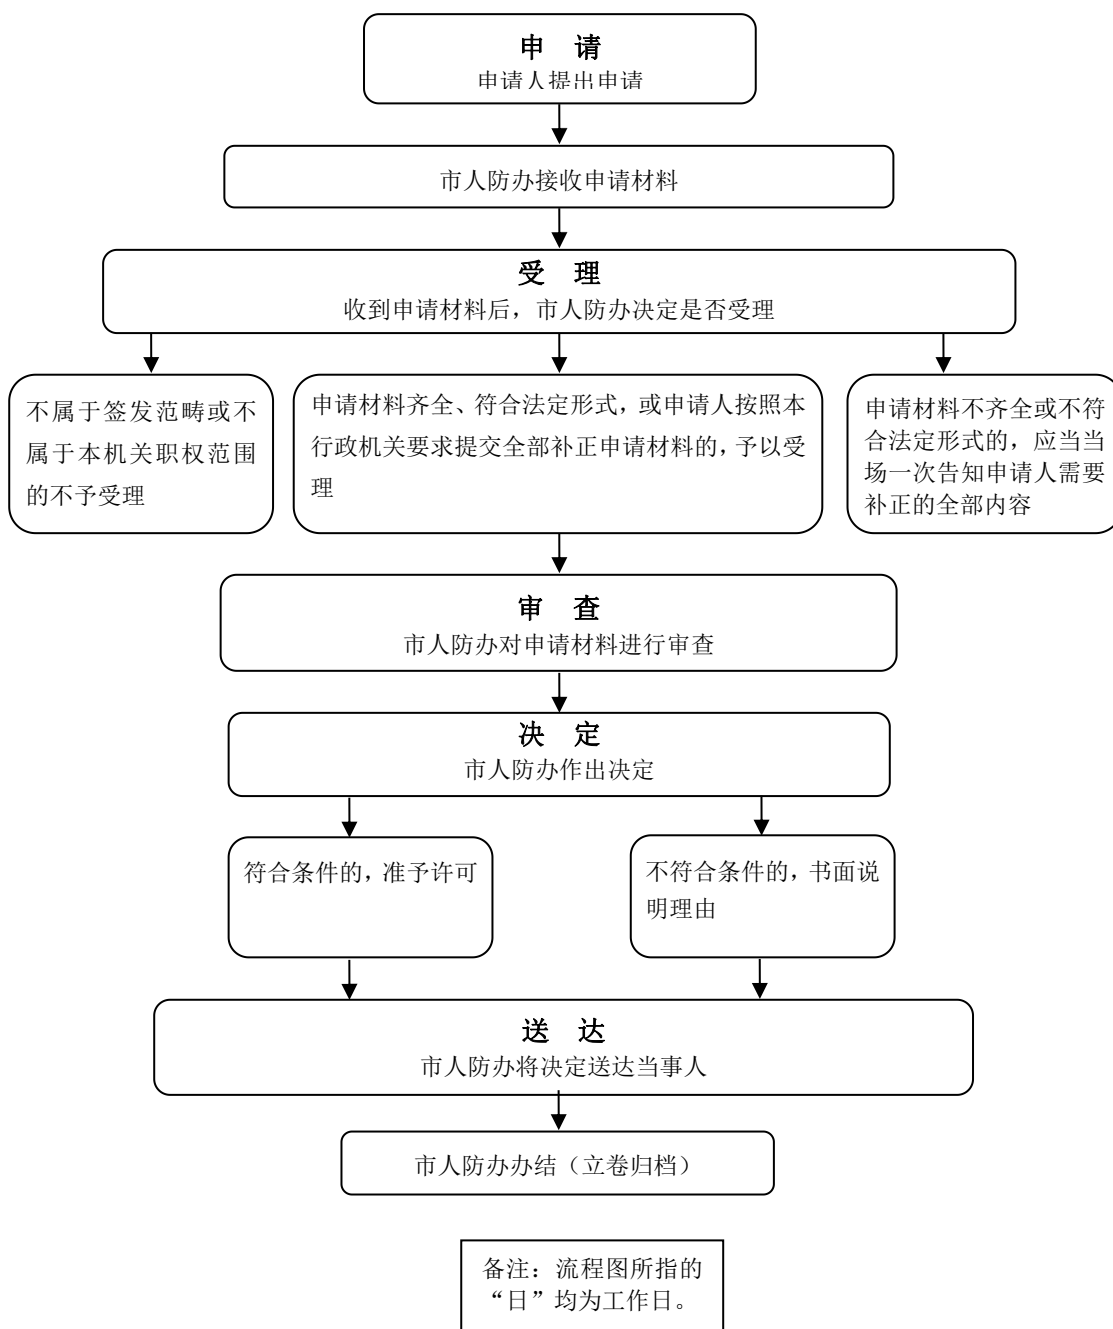 申 请
申请人提出申请
市人防办接收申请材料
受 理
收到申请材料后，市人防办决定是否受理
不属于签发范畴或不
属于本机关职权范围
的不予受理
申请材料齐全、符合法定形式，或申请人按照本
行政机关要求提交全部补正申请材料的，予以受
理
申请材料不齐全或不符
合法定形式的，应当当
场一次告知申请人需要
补正的全部内容
审 查
市人防办对申请材料进行审查
决 定
市人防办作出决定
符合条件的，准予许可
不符合条件的，书面说
明理由
送 达
市人防办将决定送达当事人
市人防办办结（立卷归档）
备注：流程图所指的
“日”均为工作日。